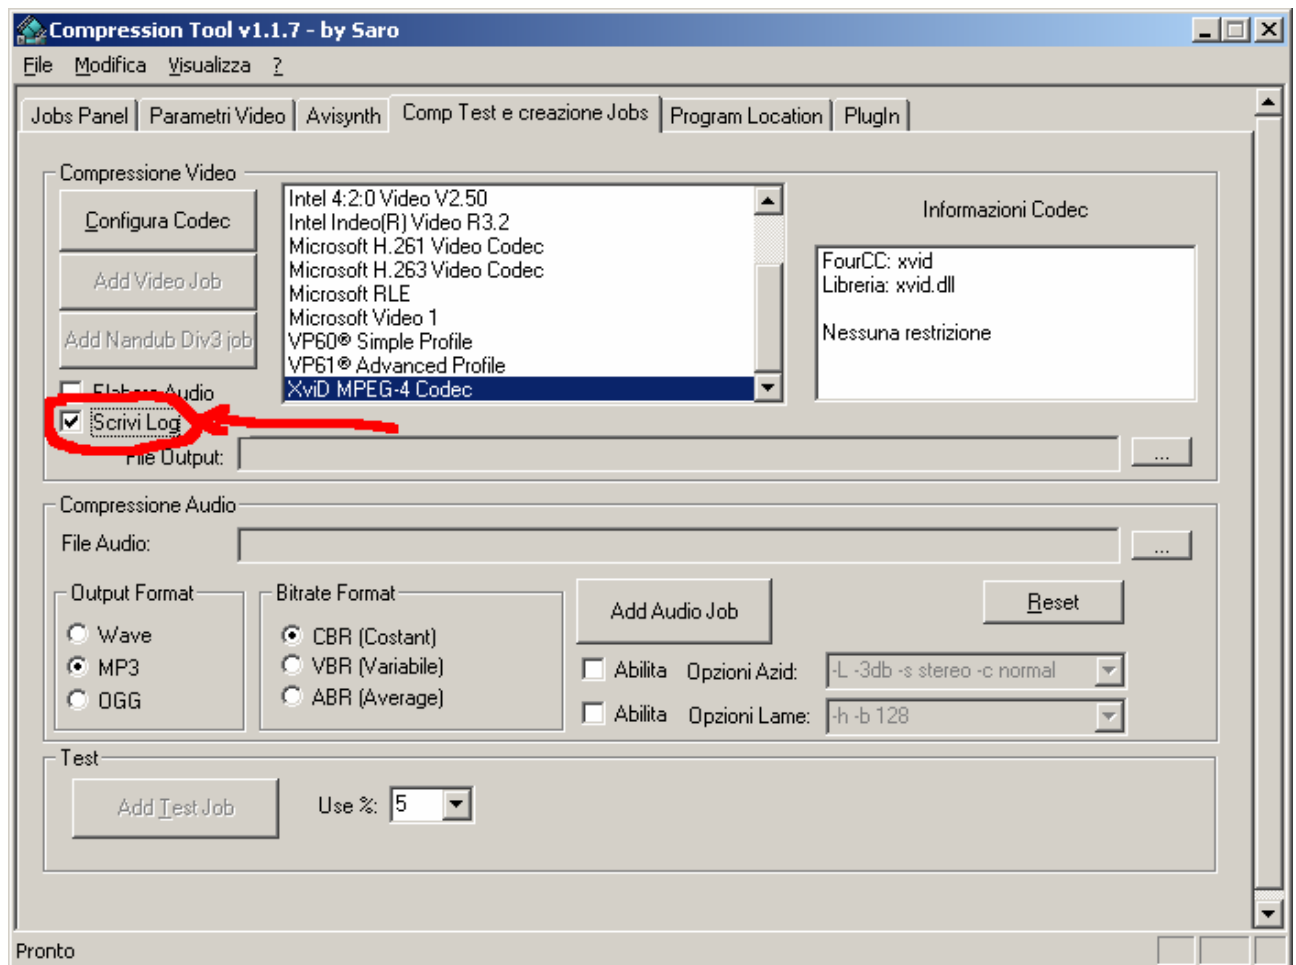 Compression Tool v1.1.7 - by Saro
File Modifica Visualizza ?
Jobs Panel Parametri Video Avisynth Comp Test e creazione Jobs Program Location PlugIn
Compressione Video
Configura Codec
Add Video Job
Add Nandub Div3 job
Elabora Audio
Scrivi Log
Intel 4:2:0 Video V2.50
Intel Indeo(R) Video R3.2
Microsoft H.261 Video Codec
Microsoft H.263 Video Codec
Microsoft RLE
Microsoft Video 1
VP60® Simple Profile
VP61® Advanced Profile
XviD MPEG-4 Codec
Informazioni Codec
FourCC: xvid
Libreria: xvid.dll
Nessuna restrizione
File Output:
...
Compressione Audio
File Audio:
...
Output Format
Wave
MP3
OGG
Bitrate Format
CBR (Costant)
VBR (Variabile)
ABR (Average)
Add Audio Job
Reset
Abilita Opzioni Azid: -L -3db -s stereo -c normal
Abilita Opzioni Lame: -h -b 128
Test
Add Test Job
Use %: 5
Pronto